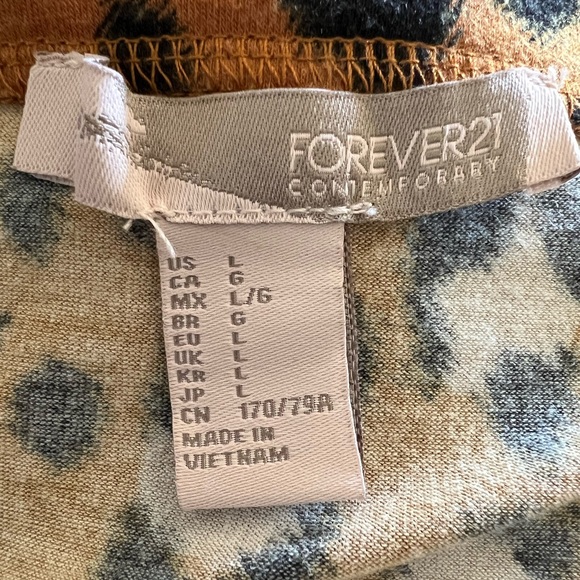 FOREVER21
CONTEMPORARY
US L
CA G
MX L/G
BR G
EU L
UK L
KR L
JP L
CN 170/79A
MADE IN
VIETNAM